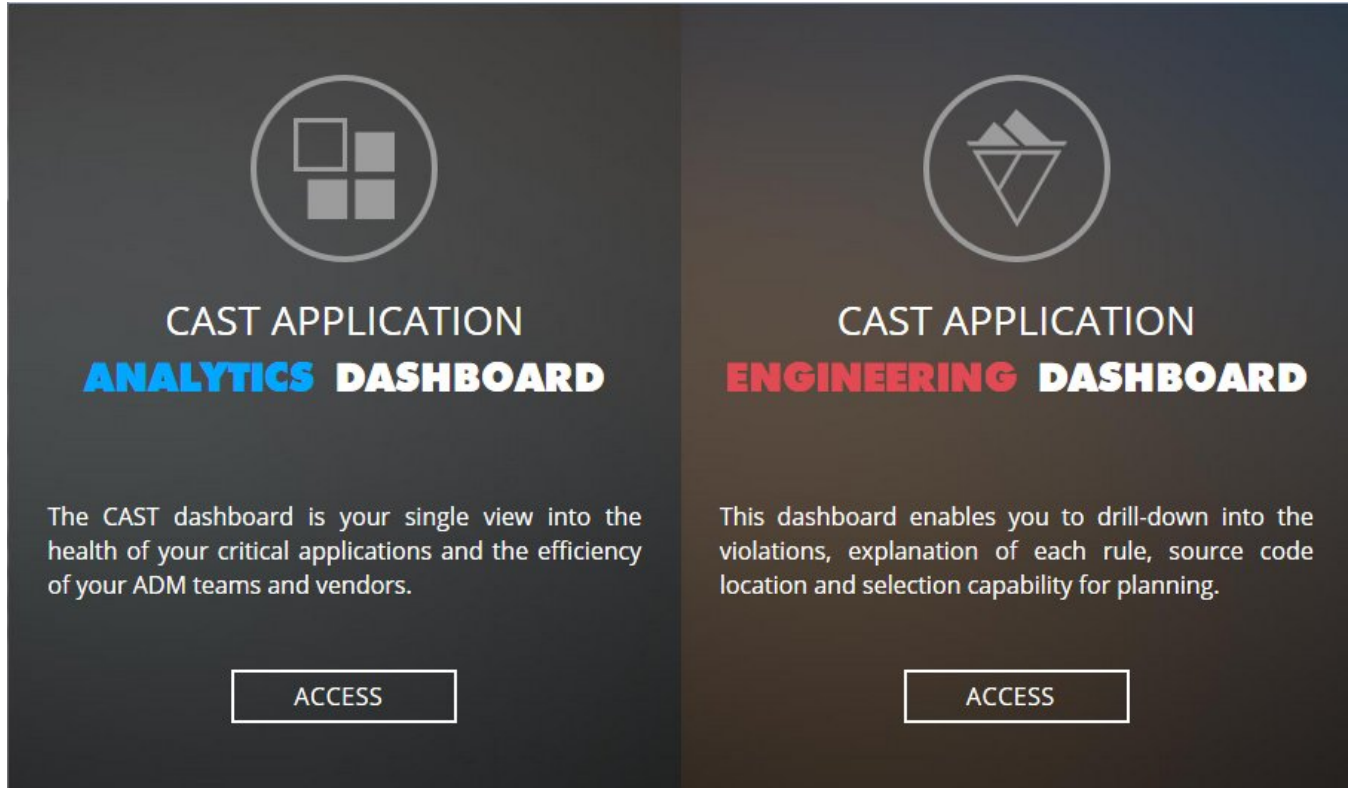 CAST APPLICATION
ANALYTICS DASHBOARD
The CAST dashboard is your single view into the
health of your critical applications and the efficiency
of your ADM teams and vendors.
ACCESS
CAST APPLICATION
ENGINEERING DASHBOARD
This dashboard enables you to drill-down into the
violations, explanation of each rule, source code
location and selection capability for planning.
ACCESS